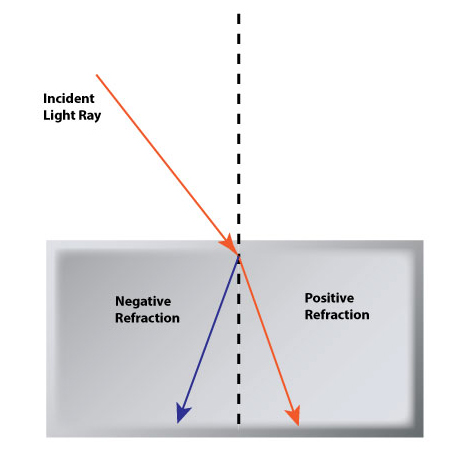 Incident
Light Ray
Negative
Refraction
Positive
Refraction